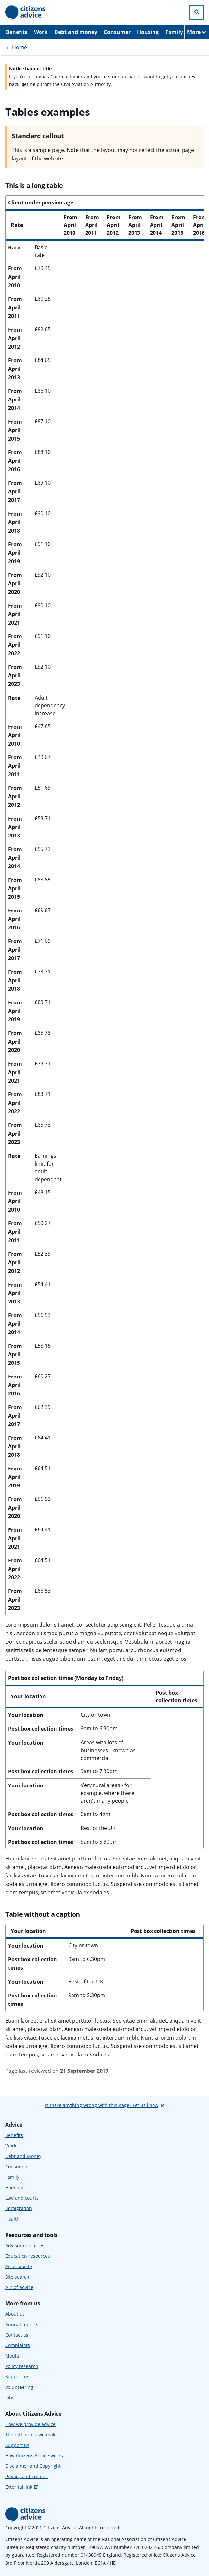 citizens
advice
Benefits Work Debt and money Consumer Housing Family More
Home
Notice banner title
If you're a Thomas Cook customer and you're stuck abroad or want to get your money
back, get help from the Civil Aviation Authority.
Tables examples
Standard callout
This is a sample page. Note that the layout may not reflect the actual page
layout of the website.
This is a long table
Client under pension age
Rate From April 2010 From April 2011 From April 2012 From April 2013 From April 2014 From April 2015 From April 2016
Rate Basic
rate
From £79.45
April
2010
From £80.25
April
2011
From £82.65
April
2012
From £84.65
April
2013
From £86.10
April
2014
From £87.10
April
2015
From £88.10
April
2016
From £89.10
April
2017
From £90.10
April
2018
From £91.10
April
2019
From £92.10
April
2020
From £90.10
April
2021
From £91.10
April
2022
From £92.10
April
2023
Rate Adult
dependency
increase
From £47.65
April
2010
From £49.67
April
2011
From £51.69
April
2012
From £53.71
April
2013
From £55.73
April
2014
From £65.65
April
2015
From £69.67
April
2016
From £71.69
April
2017
From £73.71
April
2018
From £83.71
April
2019
From £85.73
April
2020
From £73.71
April
2021
From £83.71
April
2022
From £85.73
April
2023
Rate Earnings
limit for
adult
dependant
From £48.15
April
2010
From £50.27
April
2011
From £52.39
April
2012
From £54.41
April
2013
From £56.53
April
2014
From £58.15
April
2015
From £60.27
April
2016
From £62.39
April
2017
From £64.41
April
2018
From £64.51
April
2019
From £66.53
April
2020
From £64.41
April
2021
From £64.51
April
2022
From £66.53
April
2023
Lorem ipsum dolor sit amet, consectetur adipiscing elit. Pellentesque a urna
nisl. Aenean euismod purus a magna vulputate, eget volutpat neque volutpat.
Donec dapibus scelerisque diam eu scelerisque. Vestibulum laoreet magna
sagittis felis venenatis, eget consequat neque semper. Nullam porta, arcu rhoncus euismod
porttitor, risus augue bibendum ipsum, eget tincidunt mi lectus eget eros.
Post box collection times (Monday to Friday)
Your location Post box
collection times
Your location City or town
Post box collection times 9am to 6.30pm
Your location Areas with lots of
businesses - known as
commercial
Post box collection times 9am to 7.30pm
Your location Very rural areas - for
example, where there
aren't many people
Post box collection times 9am to 4pm
Your location Rest of the UK
Post box collection times 9am to 5.30pm
Etiam laoreet erat sit amet porttitor luctus. Sed vitae enim aliquet, aliquam velit
sit amet, placerat diam. Aenean malesuada euismod arcu, vel imperdiet dolor
facilisis vitae. Fusce ac lacinia metus, et interdum nunc. Nunc a lorem dolor. In
sodales urna eget libero commodo luctus. Suspendisse commodo est sit amet
diam tempus, sit amet vehicula ex sodales.
Table without a caption
Your location Post box collection times
Your location City or town
Post box collection 9am to 6.30pm
times
Your location Rest of the UK
Post box collection 9am to 5.30pm
times
Etiam laoreet erat sit amet porttitor luctus. Sed vitae enim aliquet, aliquam velit
sit amet, placerat diam. Aenean malesuada euismod arcu, vel imperdiet dolor
facilisis vitae. Fusce ac lacinia metus, et interdum nunc. Nunc a lorem dolor. In
sodales urna eget libero commodo luctus. Suspendisse commodo est sit amet
diam tempus, sit amet vehicula ex sodales.
Page last reviewed on 21 September 2019
Is there anything wrong with this page? Let us know
Advice
Benefits
Work
Debt and Money
Consumer
Family
Housing
Law and courts
Immigration
Health
Resources and tools
Advisor resources
Education resources
Accessibility
Site search
A-Z of advice
More from us
About us
Annual reports
Contact us
Complaints
Media
Policy research
Support us
Volunteering
Jobs
About Citizens Advice
How we provide advice
The difference we make
Support us
How Citizens Advice works
Disclaimer and Copyright
Privacy and cookies
External link
citizens
advice
Copyright ©2021 Citizens Advice. All rights reserved.
Citizens Advice is an operating name of the National Association of Citizens Advice
Bureaux. Registered charity number 279057. VAT number 726 0202 76. Company limited
by guarantee. Registered number 01436945 England. Registered office: Citizens Advice,
3rd Floor North, 200 Aldersgate, London, EC1A 4HD